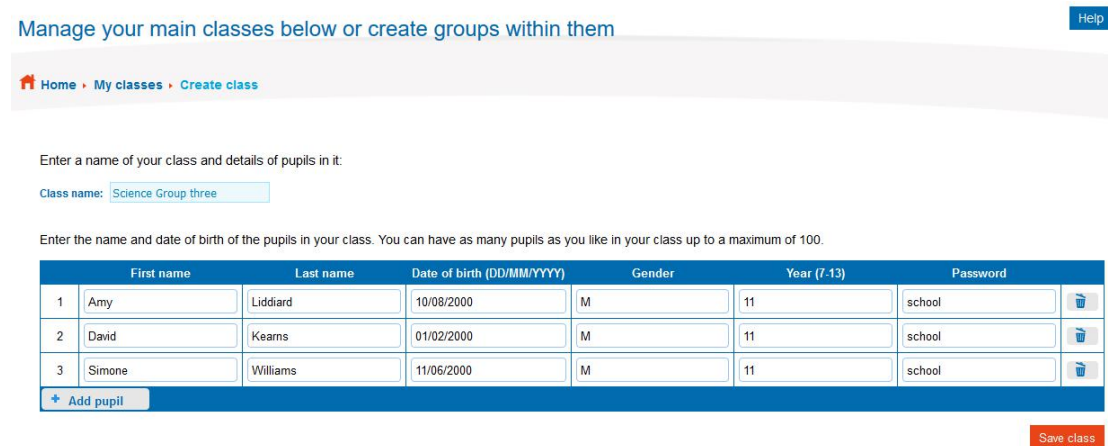 Manage your main classes below or create groups within them
Help
Home › My classes › Create class
Enter a name of your class and details of pupils in it:
Class name: Science Group three
Enter the name and date of birth of the pupils in your class. You can have as many pupils as you like in your class up to a maximum of 100.
First name Last name Date of birth (DD/MM/YYYY) Gender Year (7-13) Password
1 Amy Liddiard 10/08/2000 M 11 school
2 David Kearns 01/02/2000 M 11 school
3 Simone Williams 11/06/2000 M 11 school
+ Add pupil
Save class